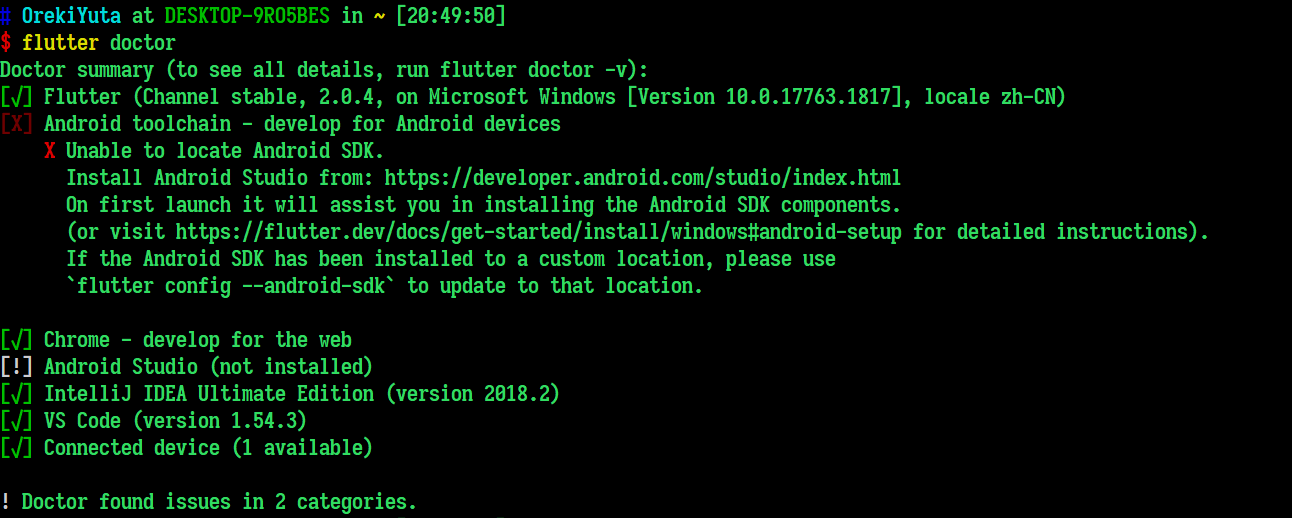 # OrekiYuta at DESKTOP-9RO5BES in ~ [20:49:50]
$ flutter doctor
Doctor summary (to see all details, run flutter doctor -v):
[√] Flutter (Channel stable, 2.0.4, on Microsoft Windows [Version 10.0.17763.1817], locale zh-CN)
[X] Android toolchain - develop for Android devices
X Unable to locate Android SDK.
Install Android Studio from: https://developer.android.com/studio/index.html
On first launch it will assist you in installing the Android SDK components.
(or visit https://flutter.dev/docs/get-started/install/windows#android-setup for detailed instructions).
If the Android SDK has been installed to a custom location, please use
`flutter config --android-sdk` to update to that location.
[√] Chrome - develop for the web
[!] Android Studio (not installed)
[√] IntelliJ IDEA Ultimate Edition (version 2018.2)
[√] VS Code (version 1.54.3)
[√] Connected device (1 available)
! Doctor found issues in 2 categories.